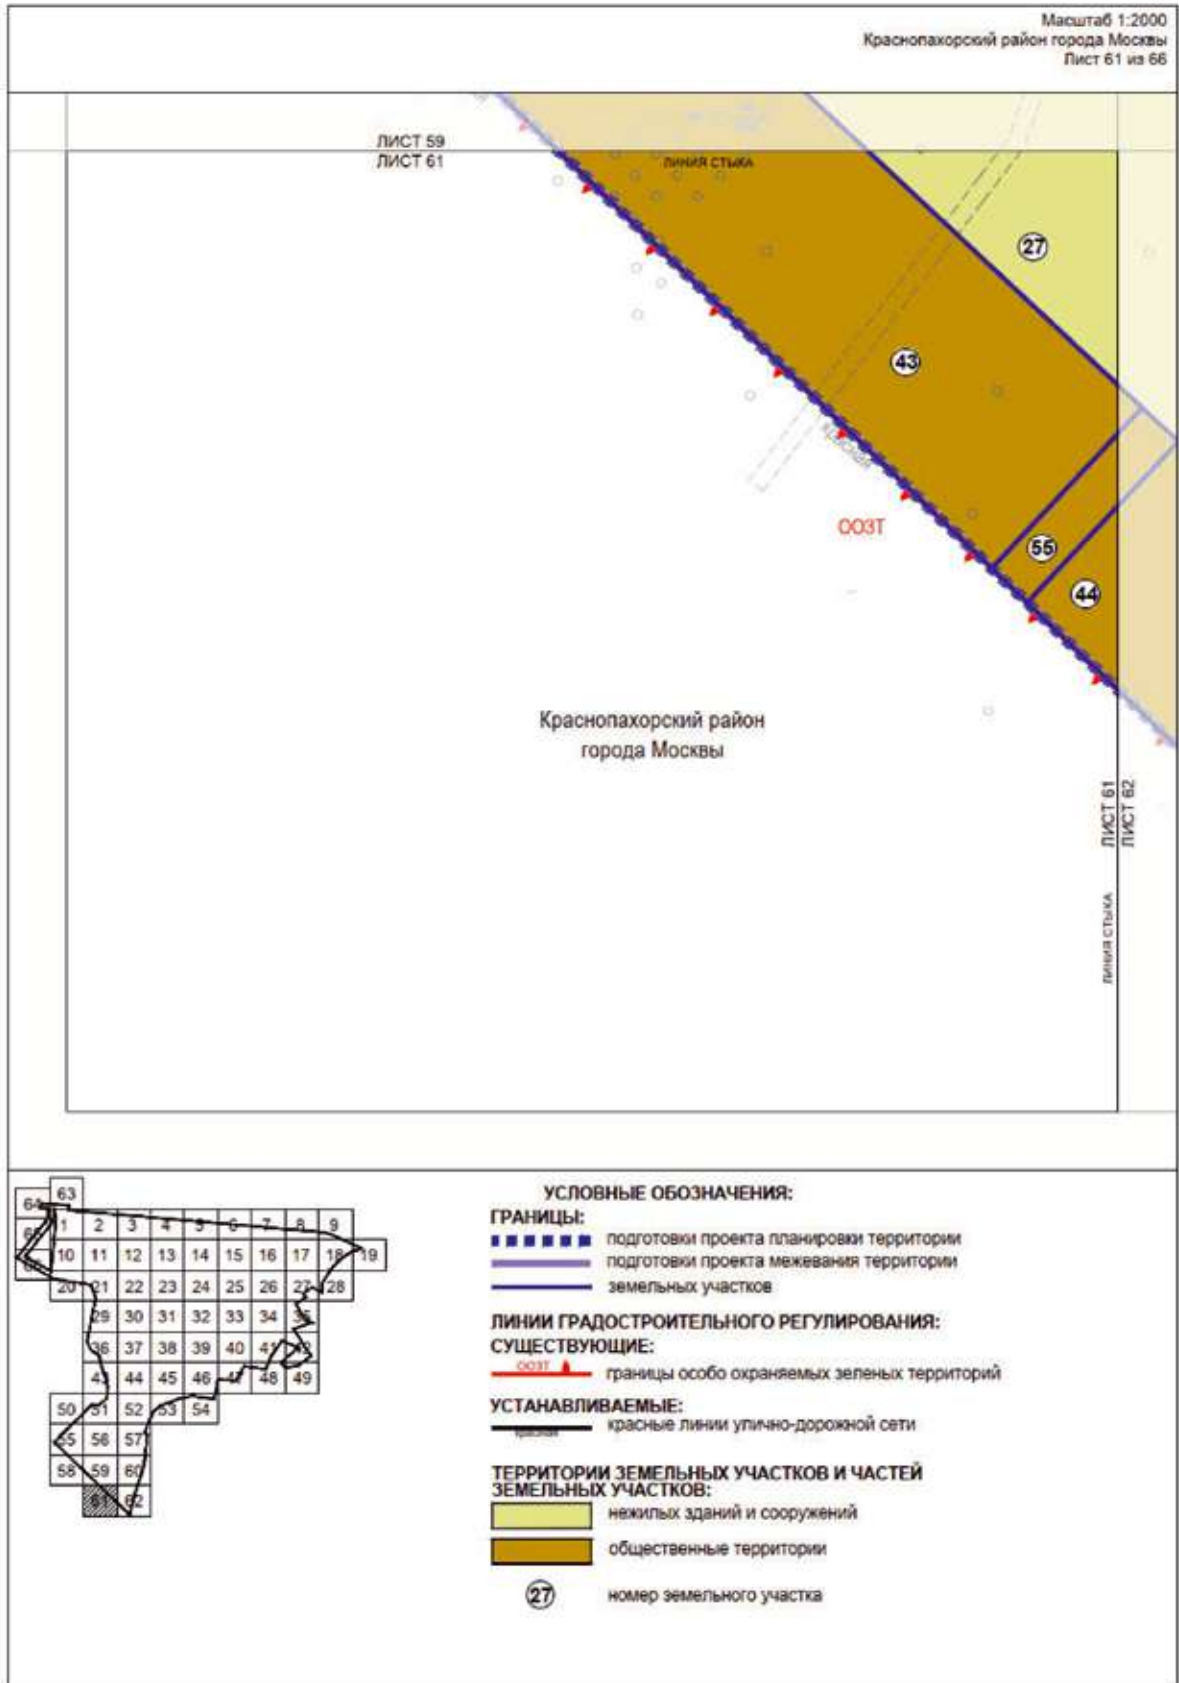 Масштаб 1:2000
Краснопахорский район города Москвы
Лист 61 из 66
ЛИСТ 59
ЛИСТ 61
ЛИНИЯ СТЫКА
27
43
красная
ООЗТ
55
44
Краснопахорский район
города Москвы
ЛИСТ 61
ЛИСТ 62
ЛИНИЯ СТЫКА
63
64
1 2 3 4 5 6 7 8 9
65
10 11 12 13 14 15 16 17 18 19
20 21 22 23 24 25 26 27 28
29 30 31 32 33 34 35
36 37 38 39 40 41
43 44 45 46 47 48 49
50 51 52 53 54
55 56 57
58 59 60
61 62
УСЛОВНЫЕ ОБОЗНАЧЕНИЯ:
ГРАНИЦЫ:
подготовки проекта планировки территории
подготовки проекта межевания территории
земельных участков
ЛИНИИ ГРАДОСТРОИТЕЛЬНОГО РЕГУЛИРОВАНИЯ:
СУЩЕСТВУЮЩИЕ:
ООЗТ
границы особо охраняемых зеленых территорий
УСТАНАВЛИВАЕМЫЕ:
красная
красные линии улично-дорожной сети
ТЕРРИТОРИИ ЗЕМЕЛЬНЫХ УЧАСТКОВ И ЧАСТЕЙ
ЗЕМЕЛЬНЫХ УЧАСТКОВ:
нежилых зданий и сооружений
общественные территории
27
номер земельного участка